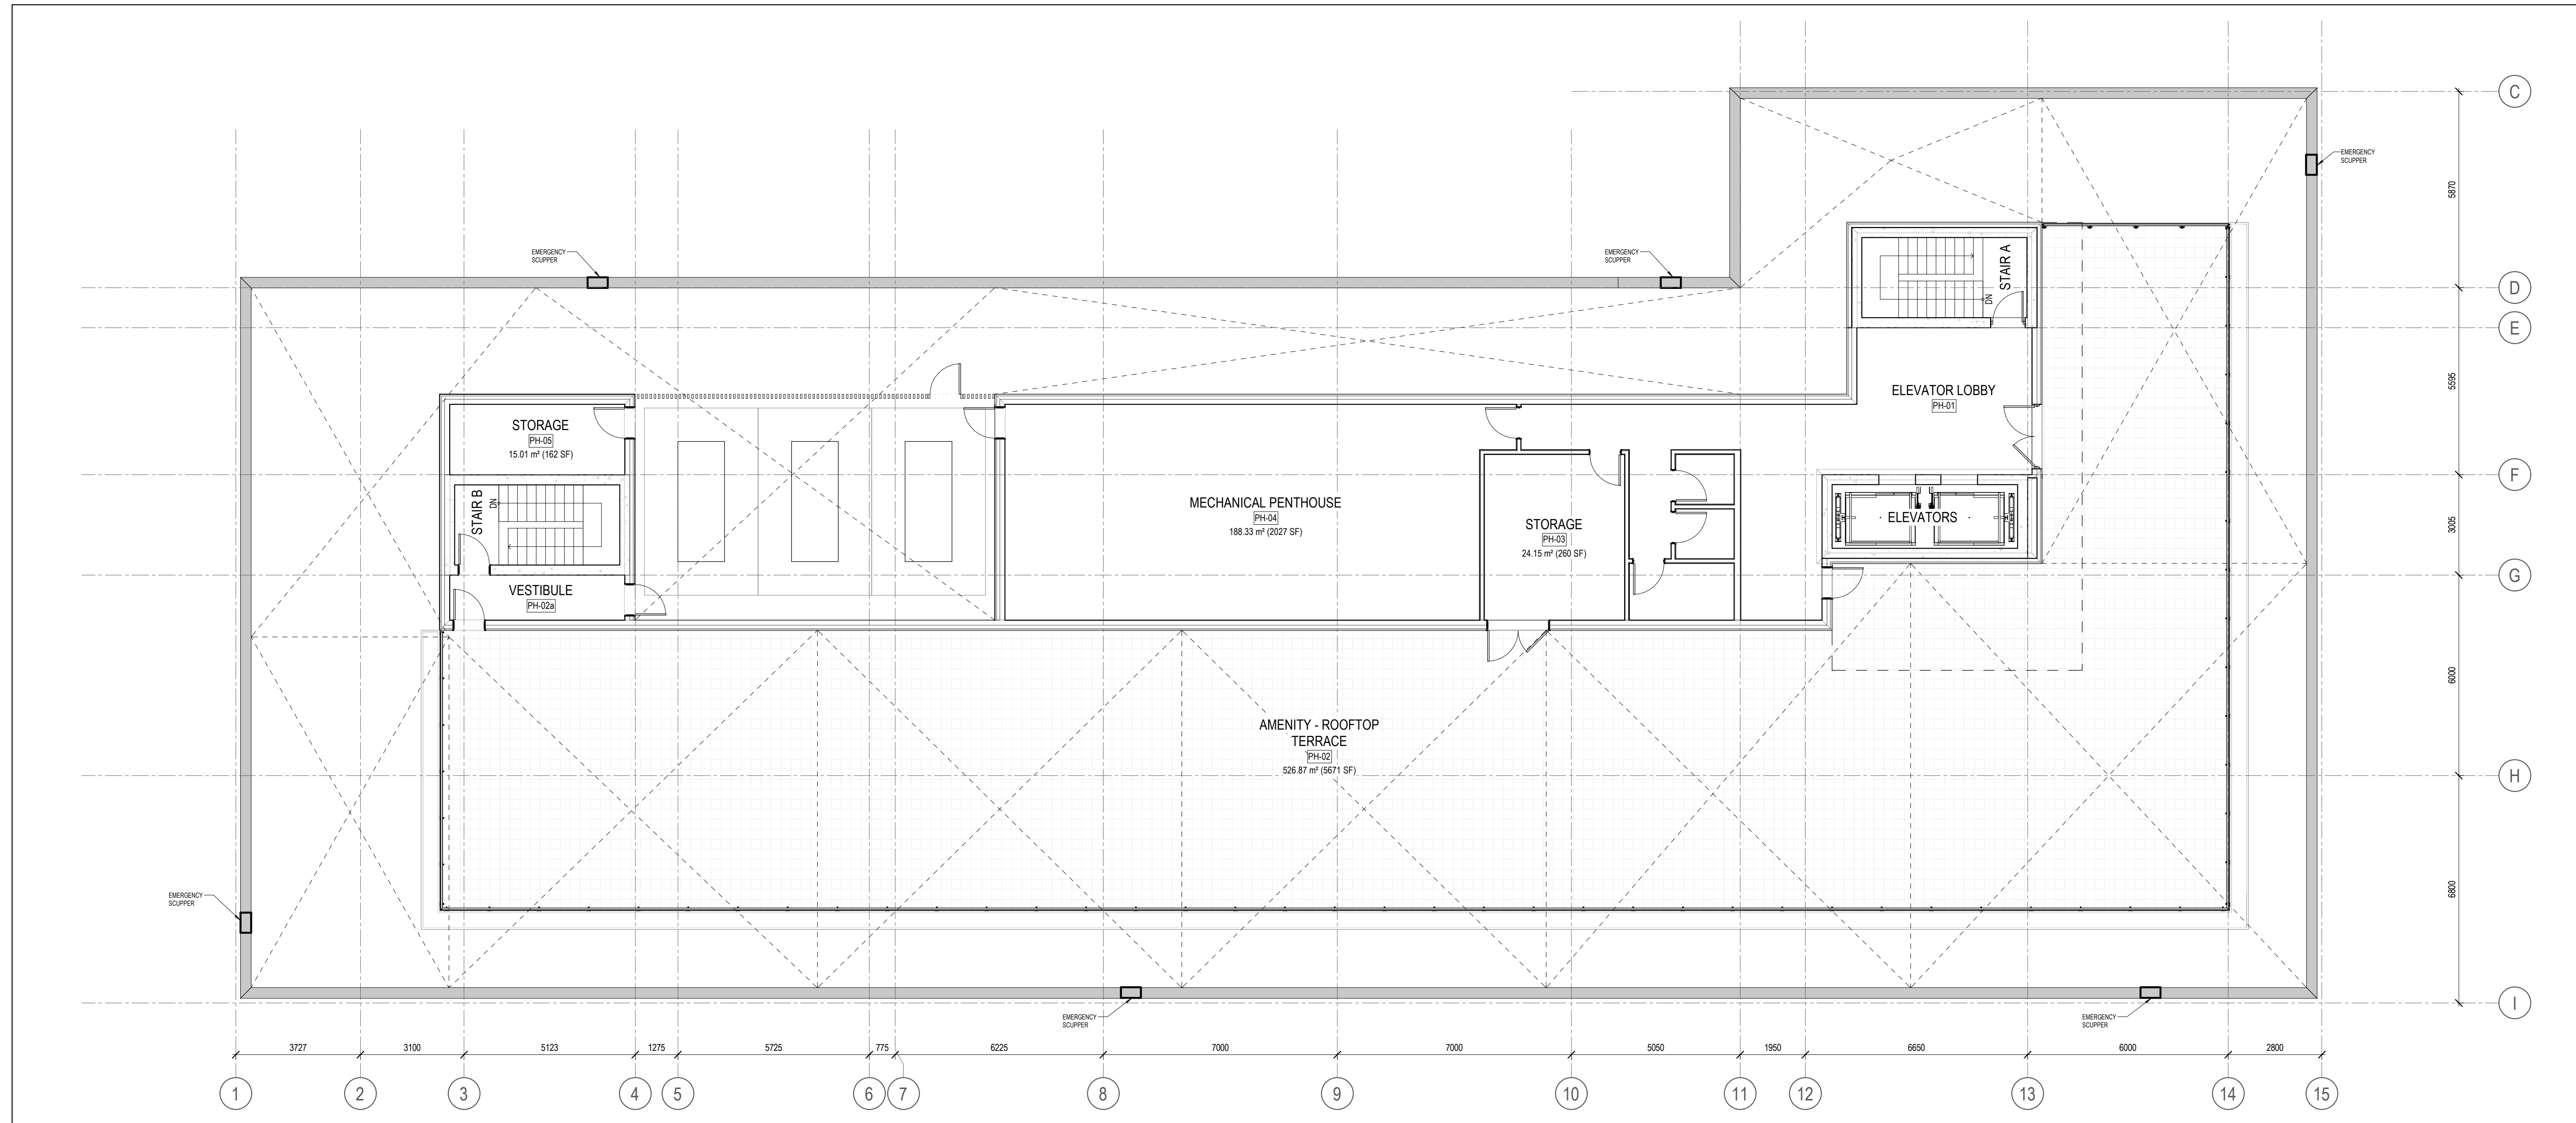 C
EMERGENCY
SCUPPER
5870
EMERGENCY
SCUPPER
EMERGENCY
SCUPPER
STAIR A
DN
D
E
ELEVATOR LOBBY
PH-01
5595
STORAGE
PH-05
15.01 m² (162 SF)
F
STAIR B
DN
MECHANICAL PENTHOUSE
PH-04
188.33 m² (2027 SF)
STORAGE
PH-03
24.15 m² (260 SF)
ELEVATORS
3005
G
VESTIBULE
PH-02a
6000
AMENITY - ROOFTOP
TERRACE
PH-02
526.87 m² (5671 SF)
H
EMERGENCY
SCUPPER
6800
I
EMERGENCY
SCUPPER
EMERGENCY
SCUPPER
3727 3100 5123 1275 5725 775 6225 7000 7000 5050 1950 6650 6000 2800
1 2 3 4 5 6 7 8 9 10 11 12 13 14 15